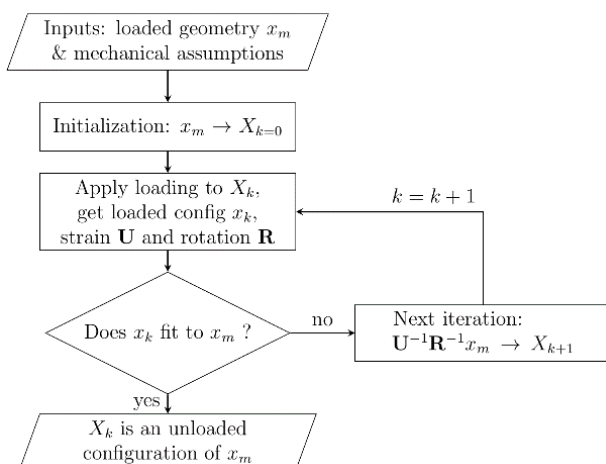 Inputs: loaded geometry $x_m$
& mechanical assumptions
Initialization: $x_m \to X_{k=0}$
Apply loading to $X_k$,
get loaded config $x_k$,
strain $\mathbf{U}$ and rotation $\mathbf{R}$
$k = k + 1$
Does $x_k$ fit to $x_m$ ?
no
Next iteration:
$\mathbf{U}^{-1}\mathbf{R}^{-1}x_m \to X_{k+1}$
yes
$X_k$ is an unloaded
configuration of $x_m$